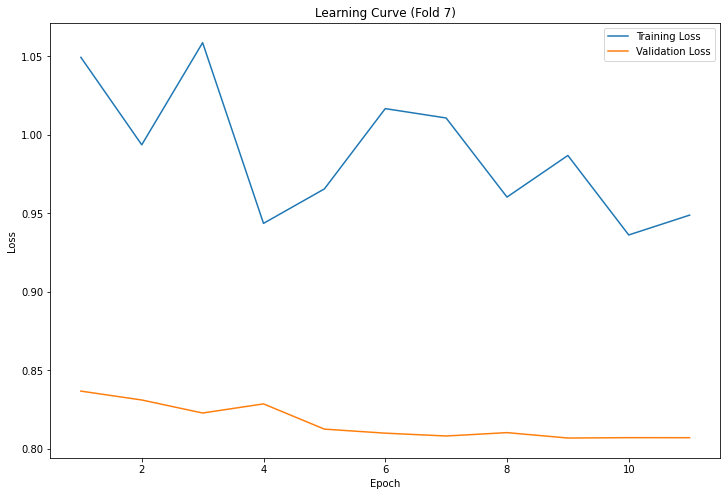 Learning Curve (Fold 7)
Training Loss
Validation Loss
1.05
1.00
0.95
0.90
0.85
0.80
Loss
2
4
6
8
10
Epoch